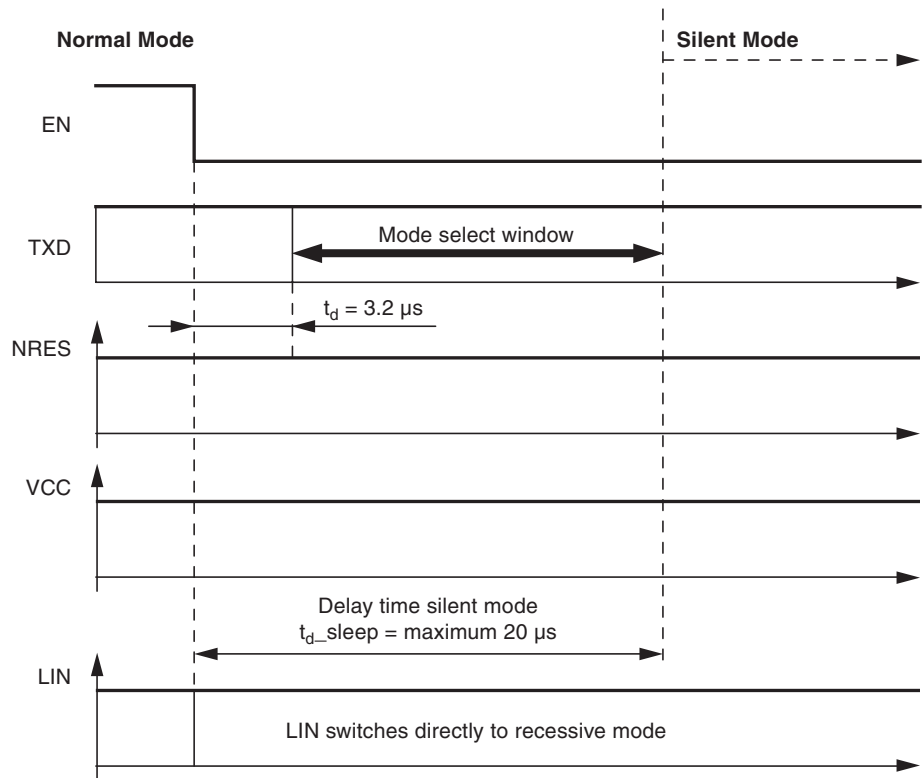 Normal Mode
Silent Mode
EN
TXD
Mode select window
t_d = 3.2 µs
NRES
VCC
Delay time silent mode
t_d_sleep = maximum 20 µs
LIN
LIN switches directly to recessive mode